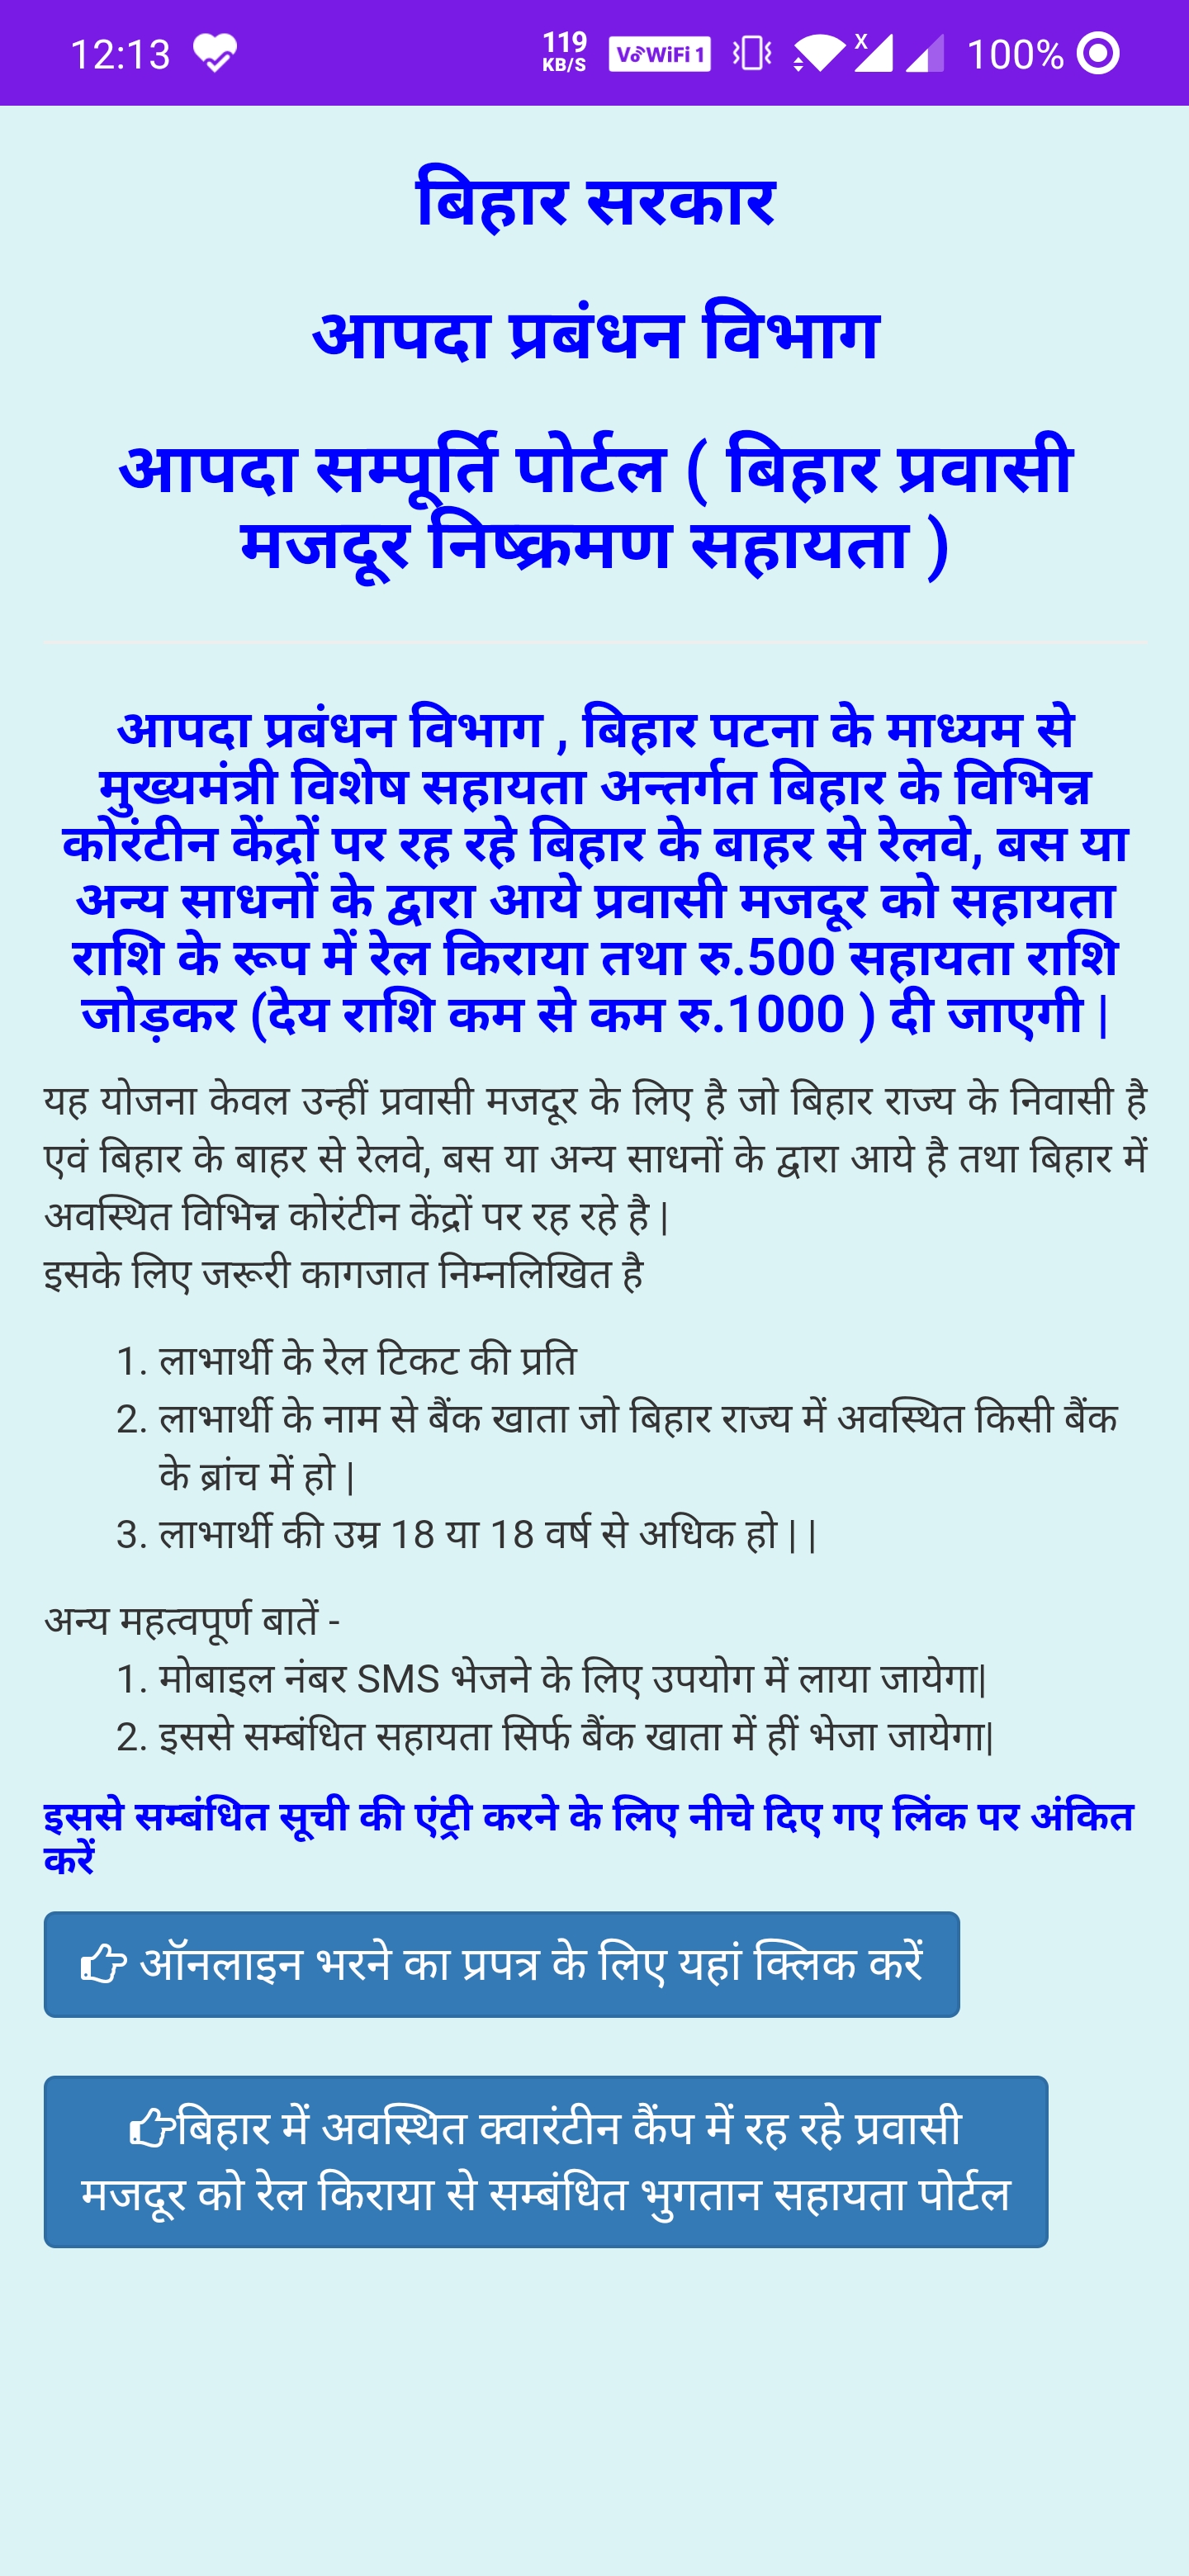 12:13
119
KB/S
VoWiFi 1
X
100%
बिहार सरकार
आपदा प्रबंधन विभाग
आपदा सम्पूर्ति पोर्टल ( बिहार प्रवासी
मजदूर निष्क्रमण सहायता )
आपदा प्रबंधन विभाग , बिहार पटना के माध्यम से
मुख्यमंत्री विशेष सहायता अन्तर्गत बिहार के विभिन्न
कोरंटीन केंद्रों पर रह रहे बिहार के बाहर से रेलवे, बस या
अन्य साधनों के द्वारा आये प्रवासी मजदूर को सहायता
राशि के रूप में रेल किराया तथा रु.500 सहायता राशि
जोड़कर (देय राशि कम से कम रु.1000 ) दी जाएगी |
यह योजना केवल उन्हीं प्रवासी मजदूर के लिए है जो बिहार राज्य के निवासी है
एवं बिहार के बाहर से रेलवे, बस या अन्य साधनों के द्वारा आये है तथा बिहार में
अवस्थित विभिन्न कोरंटीन केंद्रों पर रह रहे है |
इसके लिए जरूरी कागजात निम्नलिखित है
1. लाभार्थी के रेल टिकट की प्रति
2. लाभार्थी के नाम से बैंक खाता जो बिहार राज्य में अवस्थित किसी बैंक
के ब्रांच में हो |
3. लाभार्थी की उम्र 18 या 18 वर्ष से अधिक हो | |
अन्य महत्वपूर्ण बातें -
1. मोबाइल नंबर SMS भेजने के लिए उपयोग में लाया जायेगा|
2. इससे सम्बंधित सहायता सिर्फ बैंक खाता में हीं भेजा जायेगा|
इससे सम्बंधित सूची की एंट्री करने के लिए नीचे दिए गए लिंक पर अंकित
करें
ऑनलाइन भरने का प्रपत्र के लिए यहां क्लिक करें
बिहार में अवस्थित क्वारंटीन कैंप में रह रहे प्रवासी
मजदूर को रेल किराया से सम्बंधित भुगतान सहायता पोर्टल